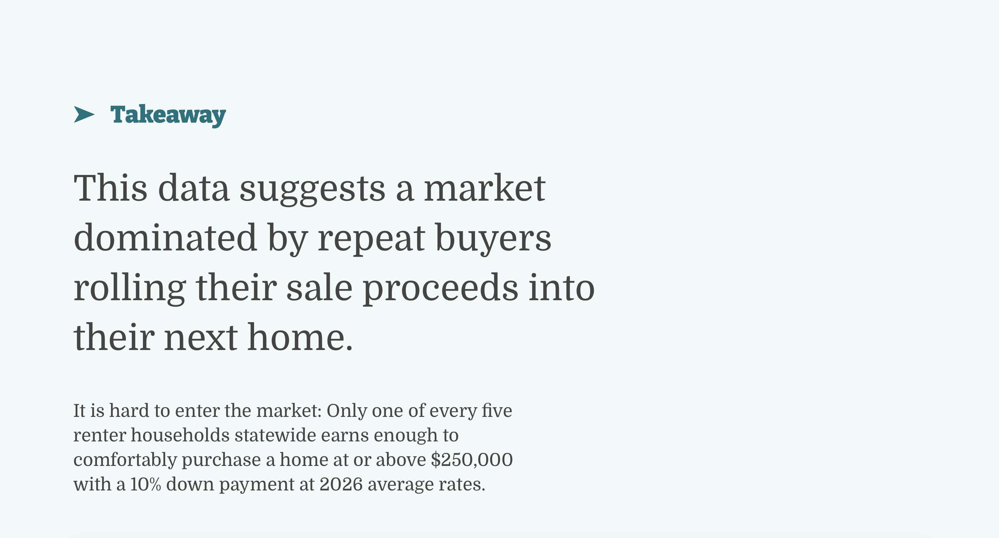 Takeaway
This data suggests a market
dominated by repeat buyers
rolling their sale proceeds into
their next home.
It is hard to enter the market: Only one of every five
renter households statewide earns enough to
comfortably purchase a home at or above $250,000
with a 10% down payment at 2026 average rates.